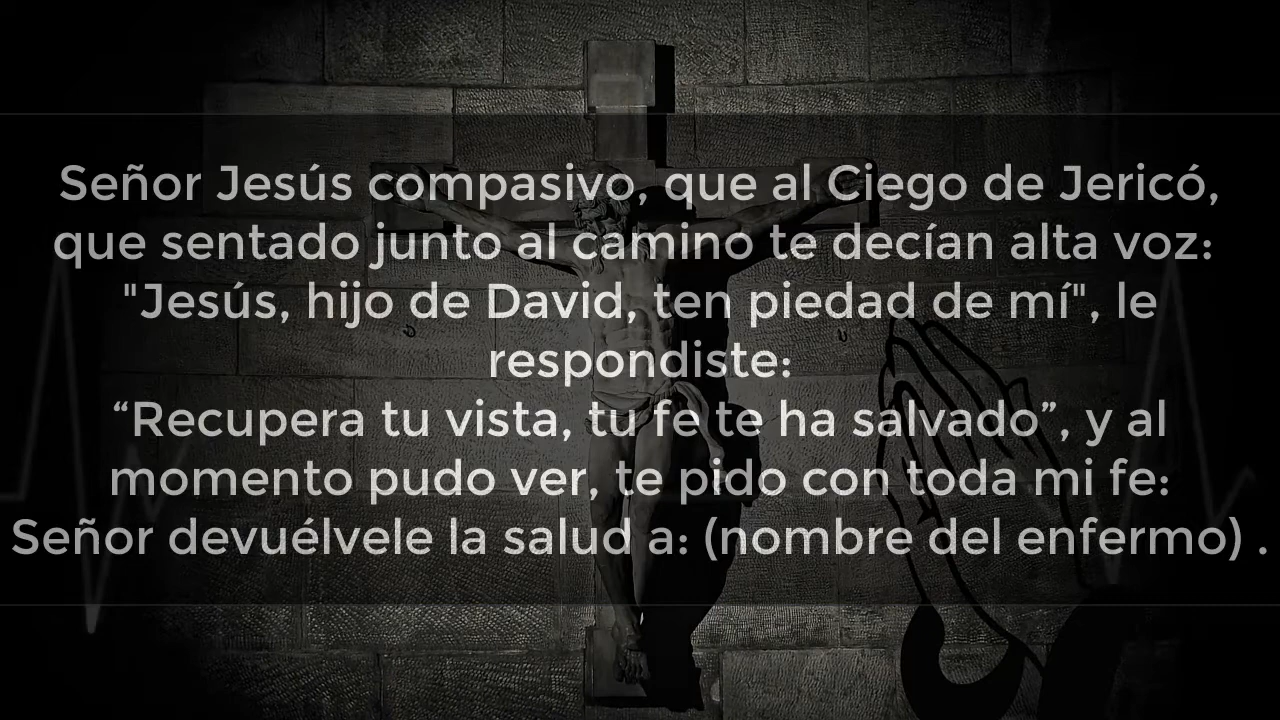 Señor Jesús compasivo, que al Ciego de Jericó,
que sentado junto al camino te decían alta voz:
"Jesús, hijo de David, ten piedad de mí", le
respondiste:
“Recupera tu vista, tu fe te ha salvado”, y al
momento pudo ver, te pido con toda mi fe:
Señor devuélvele la salud a: (nombre del enfermo) .